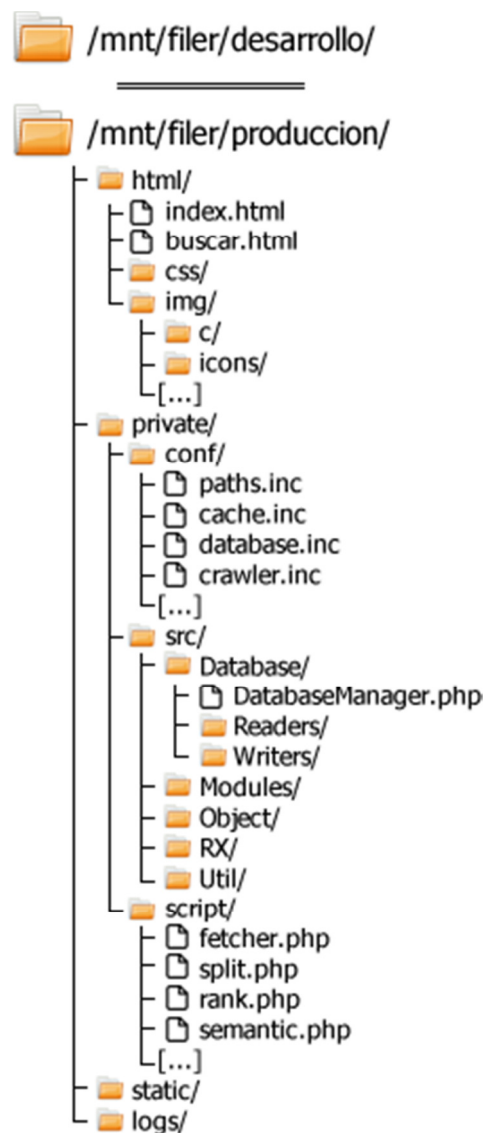 /mnt/filer/desarrollo/
/mnt/filer/produccion/
html/
index.html
buscar.html
css/
img/
c/
icons/
[...]
private/
conf/
paths.inc
cache.inc
database.inc
crawler.inc
[...]
src/
Database/
DatabaseManager.php
Readers/
Writers/
Modules/
Object/
RX/
Util/
script/
fetcher.php
split.php
rank.php
semantic.php
[...]
static/
logs/